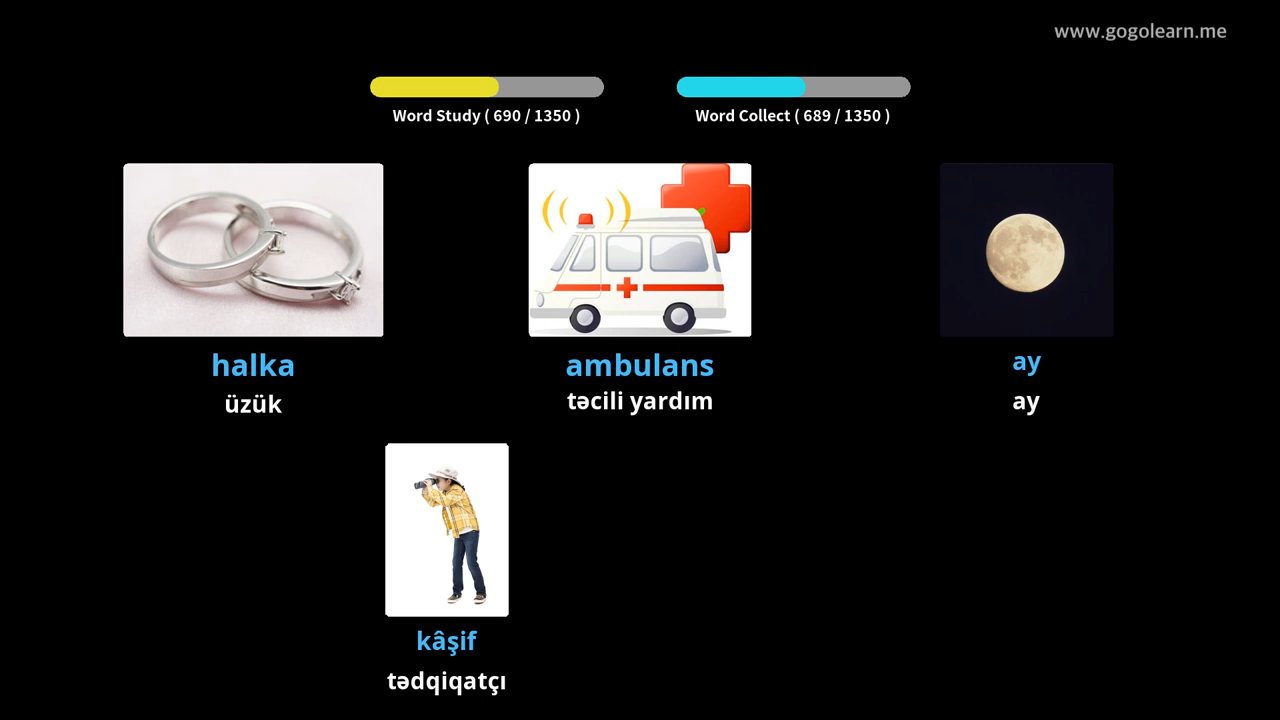 www.gogolearn.me
Word Study ( 690 / 1350 )
Word Collect ( 689 / 1350 )
halka
üzük
ambulans
təcili yardım
ay
ay
kâşif
tədqiqatçı